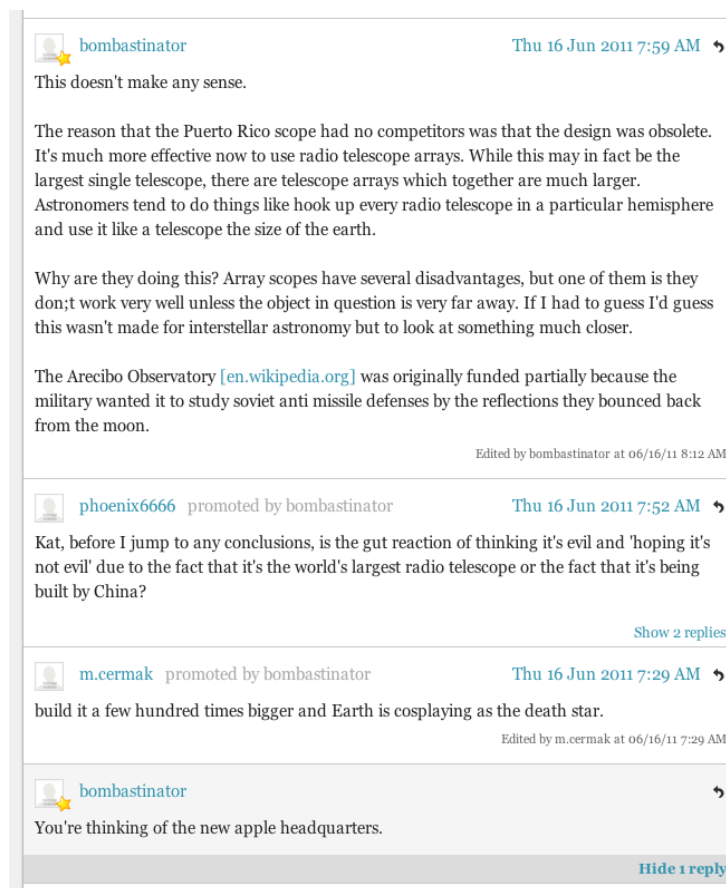 bombastinator Thu 16 Jun 2011 7:59 AM
This doesn't make any sense.
The reason that the Puerto Rico scope had no competitors was that the design was obsolete.
It's much more effective now to use radio telescope arrays. While this may in fact be the
largest single telescope, there are telescope arrays which together are much larger.
Astronomers tend to do things like hook up every radio telescope in a particular hemisphere
and use it like a telescope the size of the earth.
Why are they doing this? Array scopes have several disadvantages, but one of them is they
don;t work very well unless the object in question is very far away. If I had to guess I'd guess
this wasn't made for interstellar astronomy but to look at something much closer.
The Arecibo Observatory [en.wikipedia.org] was originally funded partially because the
military wanted it to study soviet anti missile defenses by the reflections they bounced back
from the moon.
Edited by bombastinator at 06/16/11 8:12 AM
phoenix6666 promoted by bombastinator Thu 16 Jun 2011 7:52 AM
Kat, before I jump to any conclusions, is the gut reaction of thinking it's evil and 'hoping it's
not evil' due to the fact that it's the world's largest radio telescope or the fact that it's being
built by China?
Show 2 replies
m.cermak promoted by bombastinator Thu 16 Jun 2011 7:29 AM
build it a few hundred times bigger and Earth is cosplaying as the death star.
Edited by m.cermak at 06/16/11 7:29 AM
bombastinator
You're thinking of the new apple headquarters.
Hide 1 reply